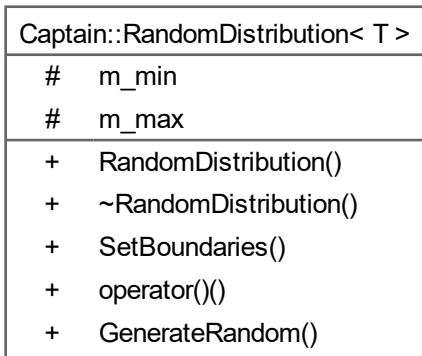 Captain::RandomDistribution< T >
# m_min
# m_max
+ RandomDistribution()
+ ~RandomDistribution()
+ SetBoundaries()
+ operator()()
+ GenerateRandom()